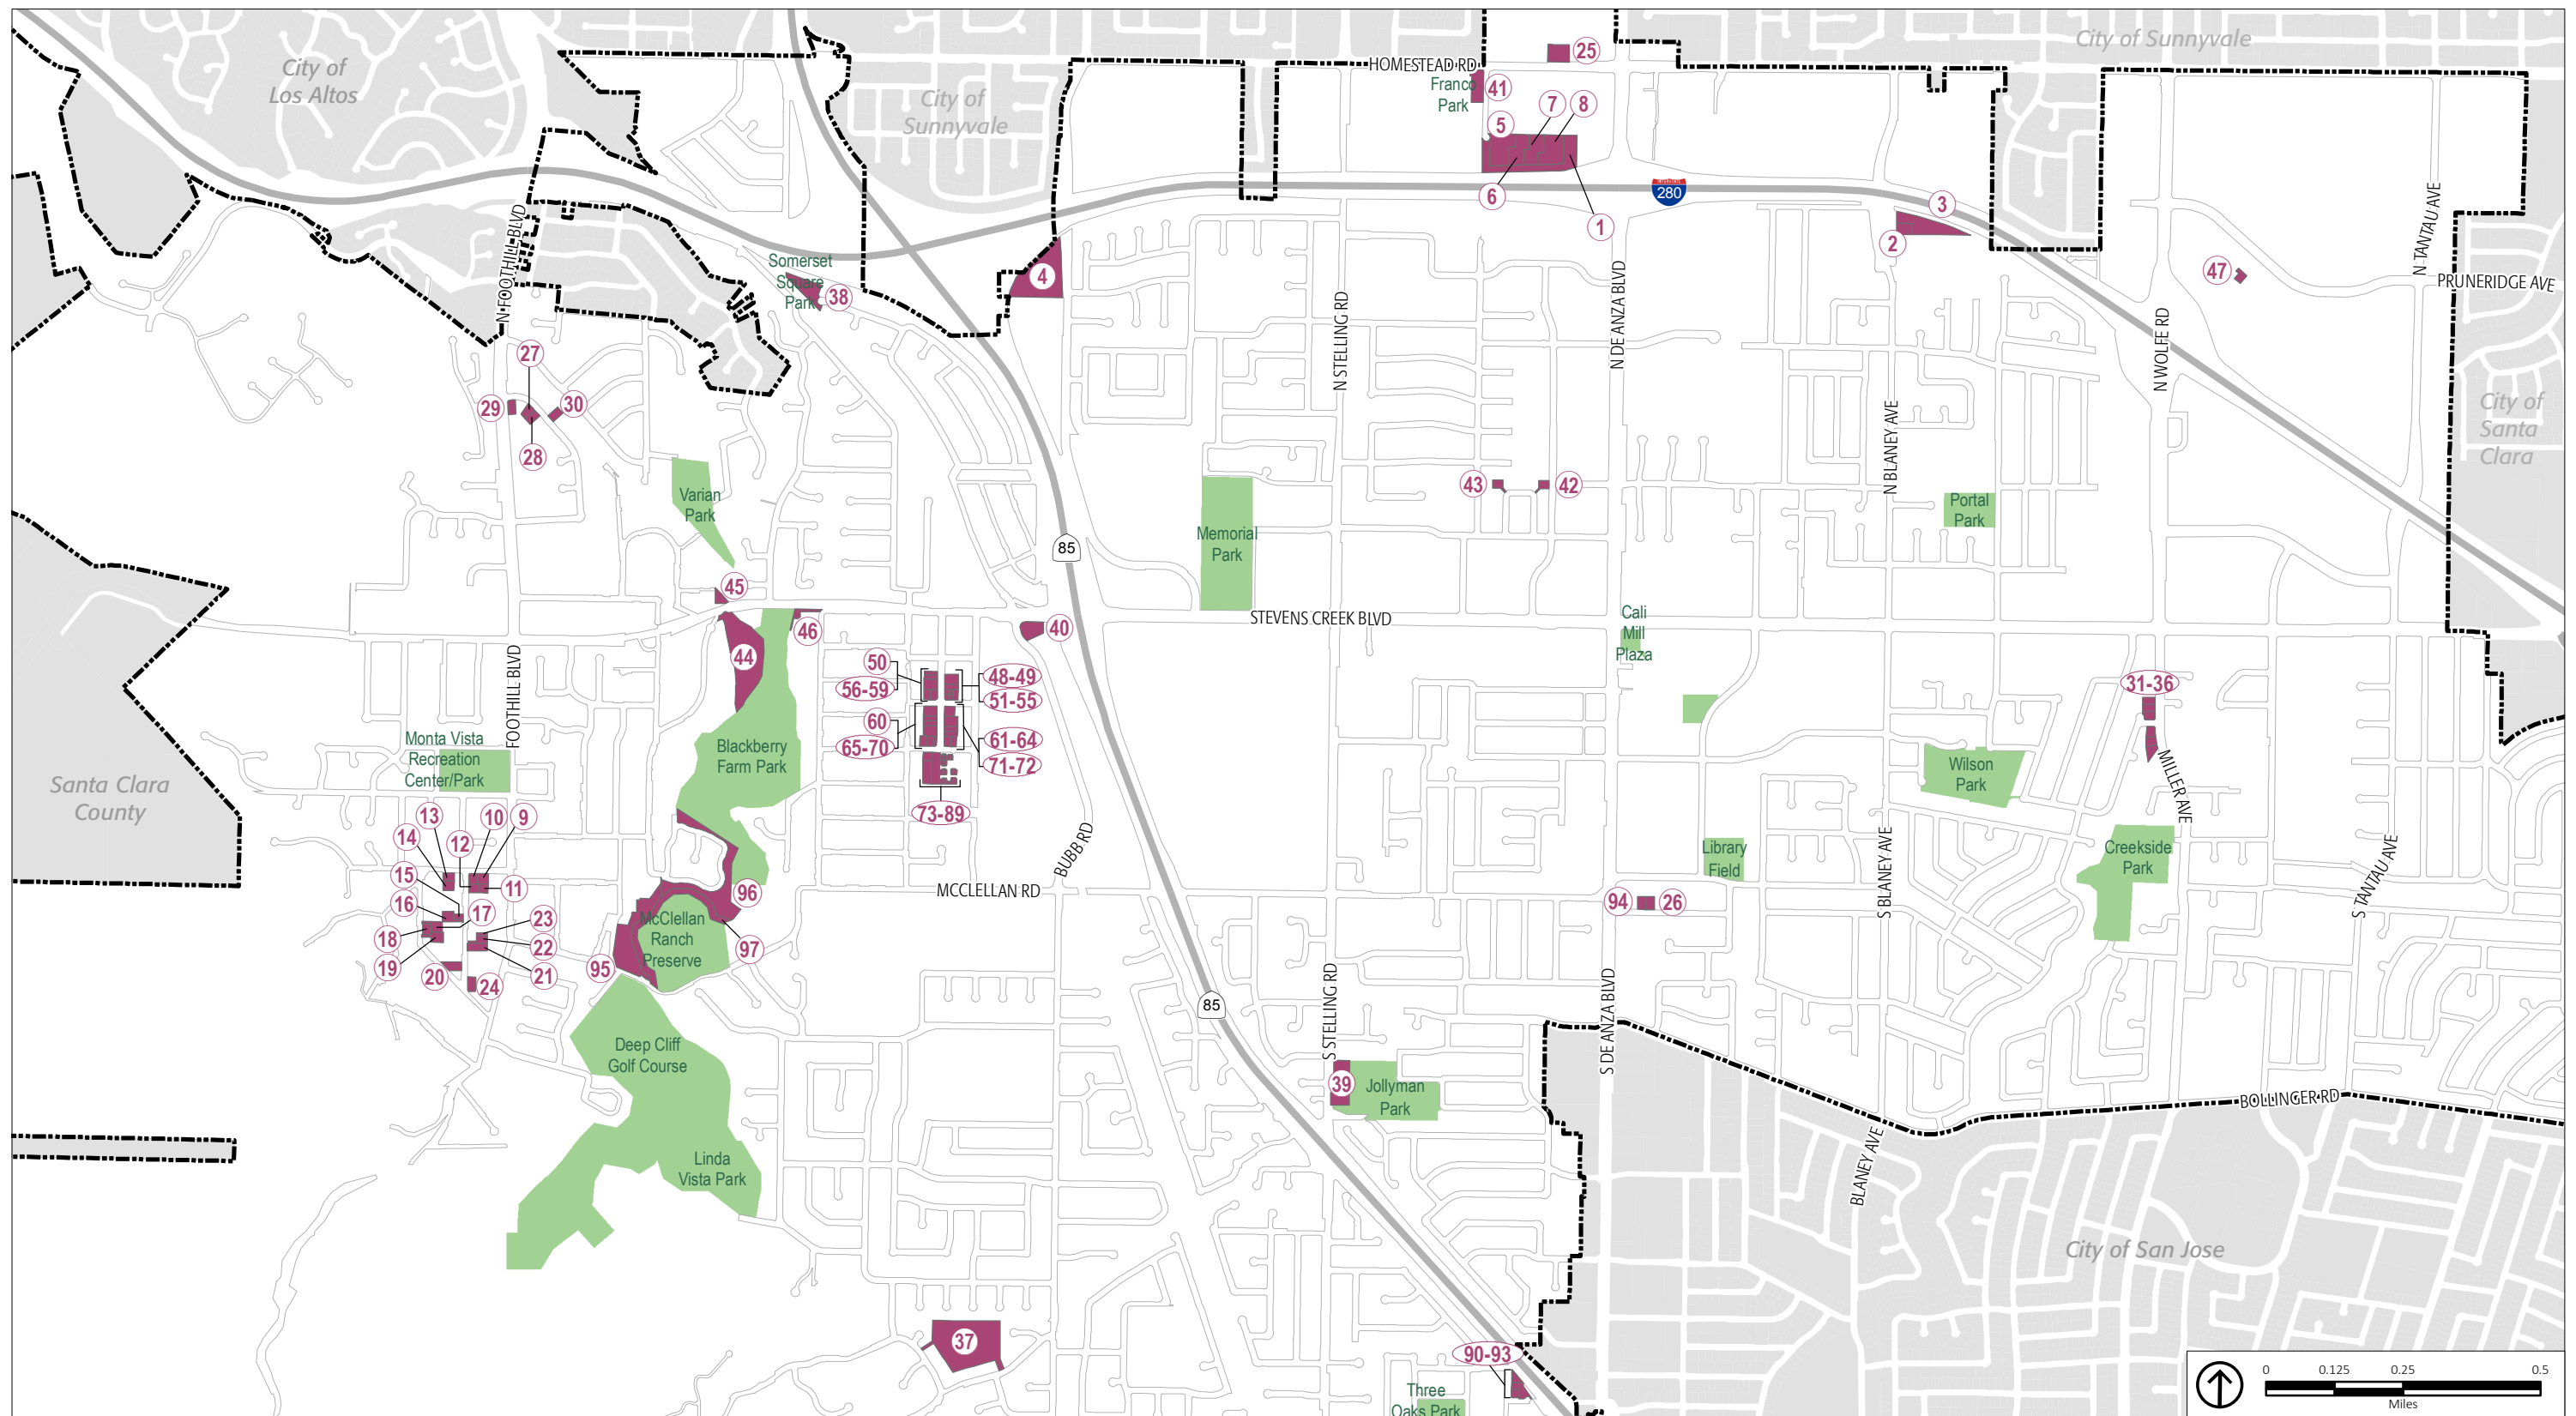 City of Sunnyvale
City of
Los Altos
City of
Sunnyvale
HOMESTEAD RD
25
Franco
Park
41
7
8
5
6
1
280
3
2
N TANTAU AVE
PRUNERIDGE AVE
47
N FOOTHILL BLVD
Somerset
Square
Park
38
4
N STELLING RD
N DE ANZA BLVD
N WOLFE RD
27
29
30
28
N BLANEY AVE
City of
Santa
Clara
Varian
Park
43
42
Portal
Park
Memorial
Park
85
45
46
STEVENS CREEK BLVD
Cali
Mill
Plaza
40
44
50
56-59
48-49
51-55
60
65-70
61-64
71-72
73-89
31-36
FOOTHILL BLVD
Monta Vista
Recreation
Center/Park
Blackberry
Farm Park
Santa Clara
County
Wilson
Park
MILLER AVE
13
10
9
14
12
15
11
16
17
23
18
22
19
20
21
24
BUBB RD
MCCLELLAN RD
96
McClellan
Ranch
Preserve
97
95
Library
Field
94
26
S BLANEY AVE
Creekside
Park
S TANTAU AVE
85
S STELLING RD
S DE ANZA BLVD
Deep Cliff
Golf Course
39
Jollyman
Park
BOLLINGER RD
BLANEY AVE
Linda
Vista Park
City of San Jose
37
90-93
Three
Oaks Park
0
0.125
0.25
0.5
Miles